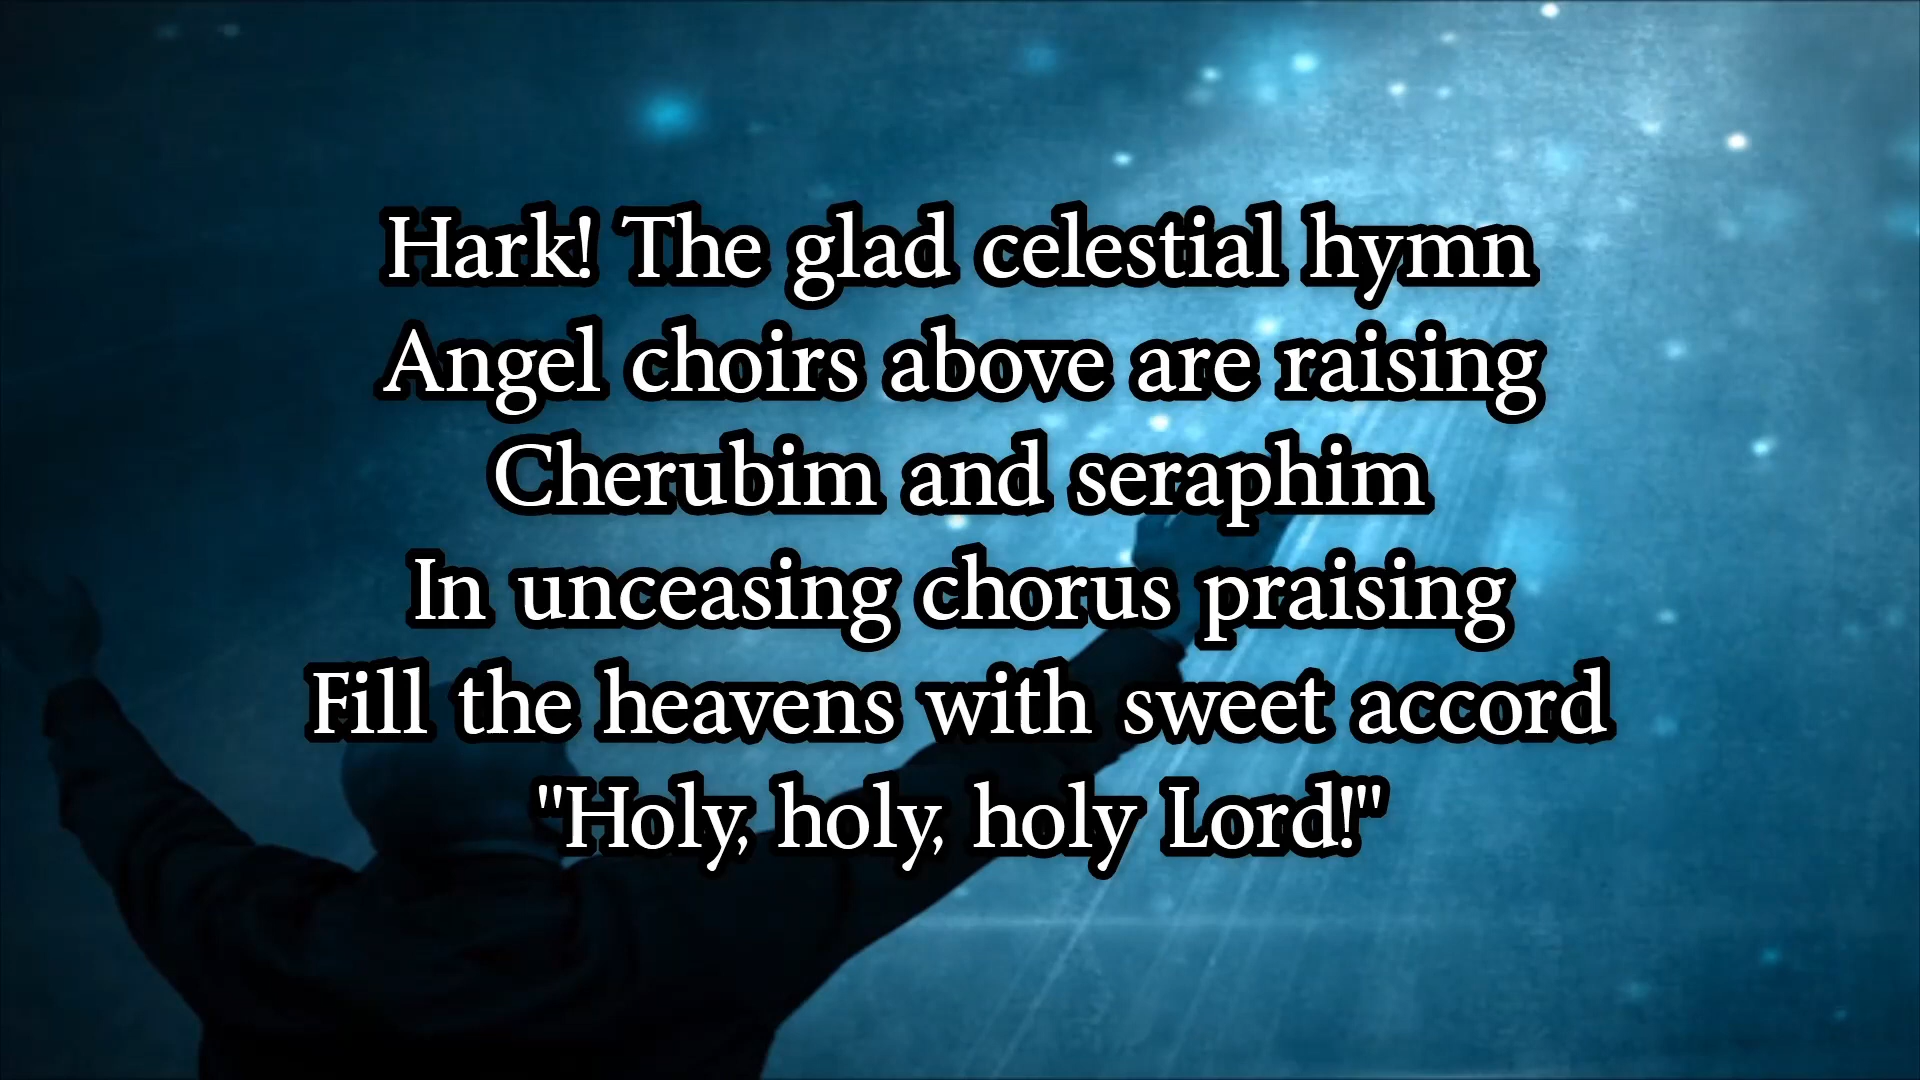 Hark! The glad celestial hymn
Angel choirs above are raising
Cherubim and seraphim
In unceasing chorus praising
Fill the heavens with sweet accord
"Holy, holy, holy Lord!"